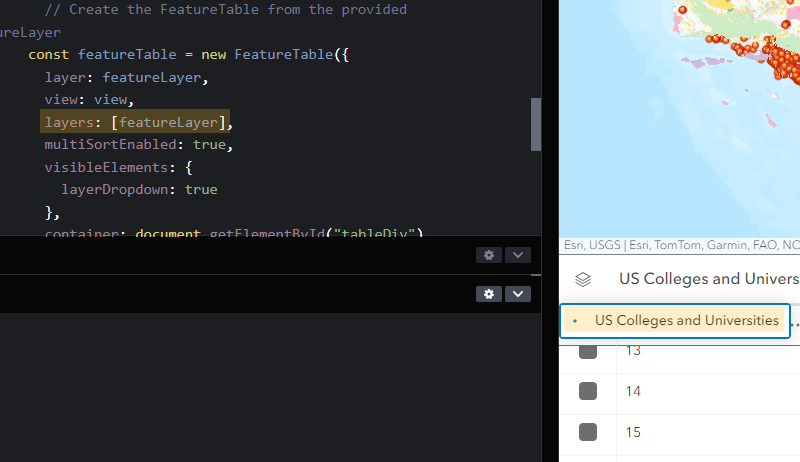 // Create the FeatureTable from the provided
ureLayer
const featureTable = new FeatureTable({
layer: featureLayer,
view: view,
layers: [featureLayer],
multiSortEnabled: true,
visibleElements: {
layerDropdown: true
},
container: document.getElementById("tableDiv")
Esri, USGS | Esri, TomTom, Garmin, FAO, NO
US Colleges and Univers
US Colleges and Universities
13
14
15